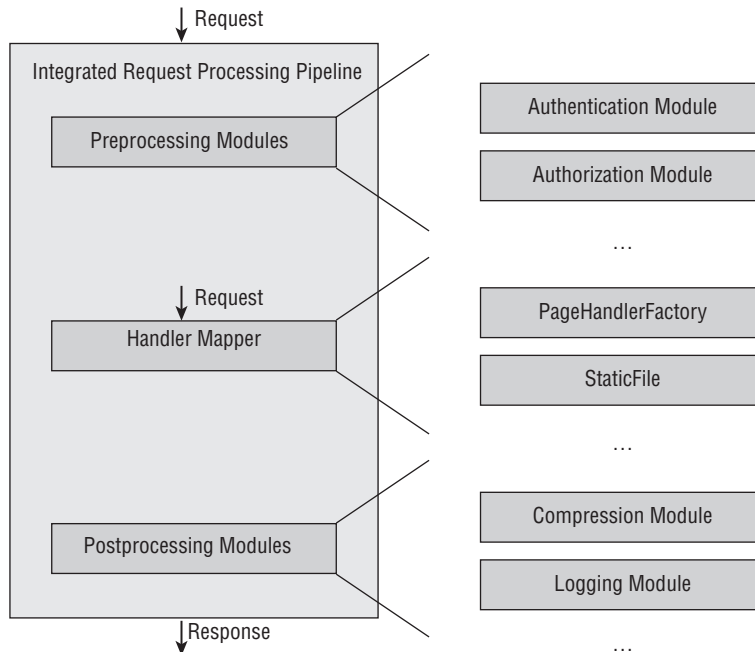 Request
Integrated Request Processing Pipeline
Preprocessing Modules
Authentication Module
Authorization Module
...
Request
Handler Mapper
PageHandlerFactory
StaticFile
...
Postprocessing Modules
Compression Module
Logging Module
...
Response